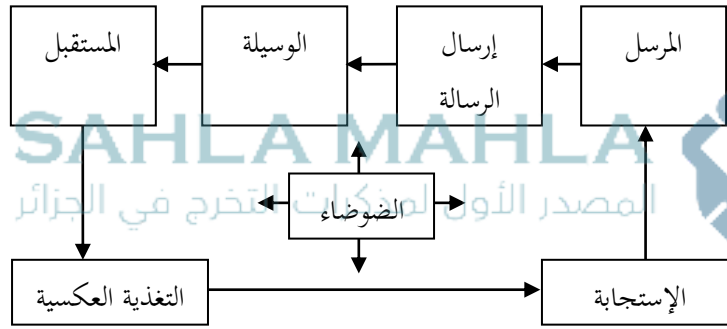 المرسل
إرسال
الرسالة
الوسيلة
المستقبل
SAHLA MAHLA
المصدر الأول لمذكرات التخرج في الجزائر
الضوضاء
الإستجابة
التغذية العكسية